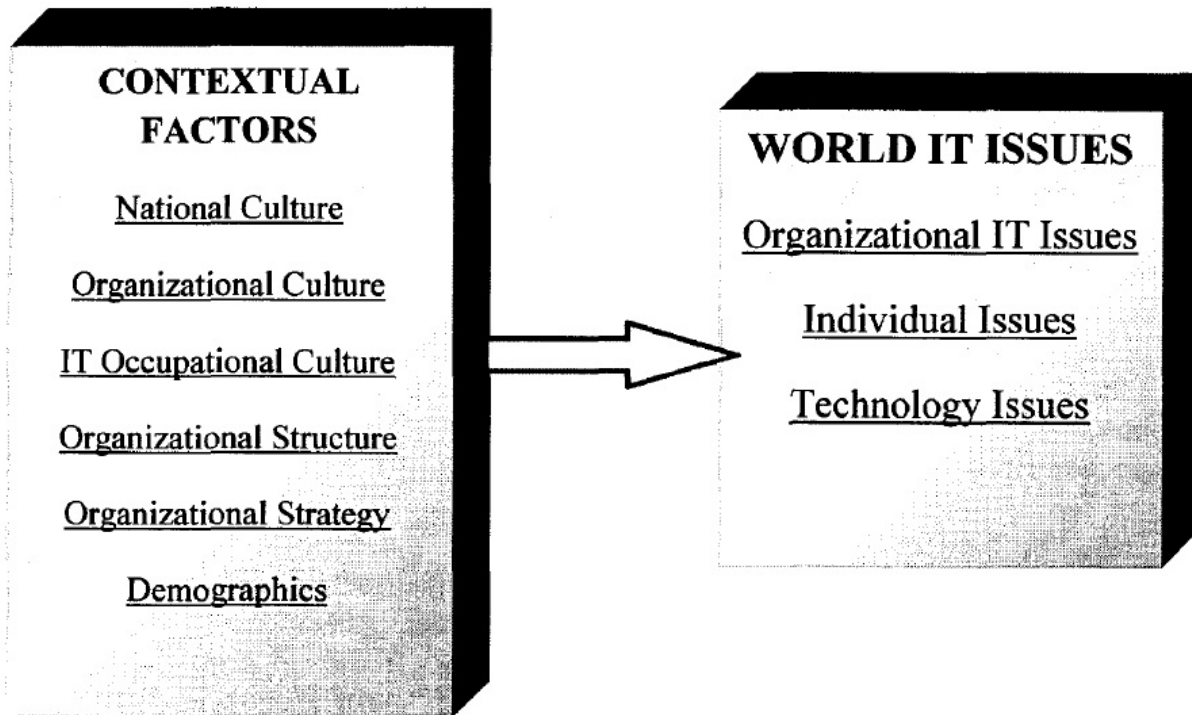 CONTEXTUAL
FACTORS
National Culture
Organizational Culture
IT Occupational Culture
Organizational Structure
Organizational Strategy
Demographics
WORLD IT ISSUES
Organizational IT Issues
Individual Issues
Technology Issues